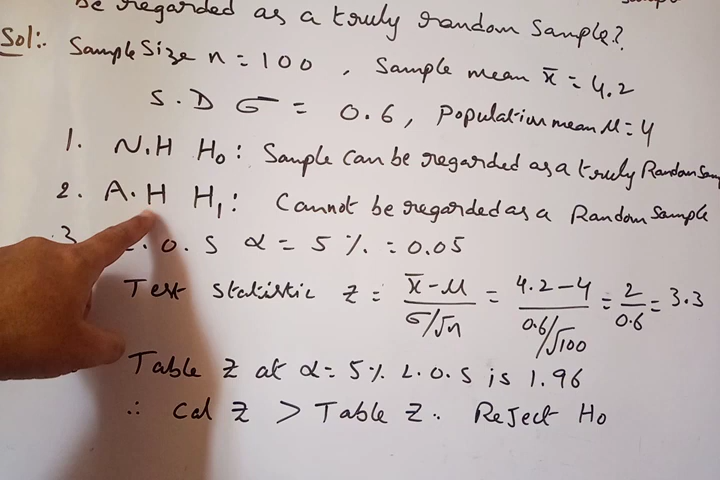 be regarded as a truly random sample?
Sol:- Sample Size n = 100 , Sample mean x̄ = 4.2
S.D σ = 0.6 , Population mean μ = 4
1. N.H H₀ : Sample can be regarded as a truly Random Samp
2. A.H H₁ : Cannot be regarded as a Random Sample
3 L.O.S α = 5 %. = 0.05
Test statistic z = (x̄ - μ)/(σ/√n) = (4.2 - 4)/(0.6/√100) = 2/0.6 = 3.3
Table z at α = 5 % L.O.S is 1.96
∴ Cal z > Table z. Reject H₀